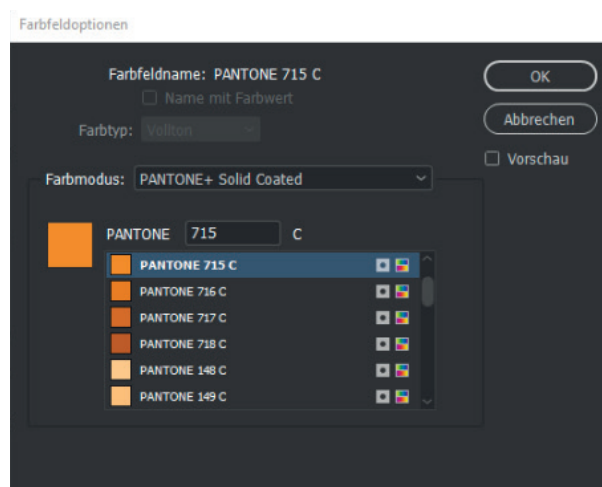 Farbfeldoptionen
Farbfeldname: PANTONE 715 C
OK
Name mit Farbwert
Abbrechen
Farbtyp: Vollton
Vorschau
Farbmodus: PANTONE+ Solid Coated
PANTONE 715 C
PANTONE 715 C
PANTONE 716 C
PANTONE 717 C
PANTONE 718 C
PANTONE 148 C
PANTONE 149 C